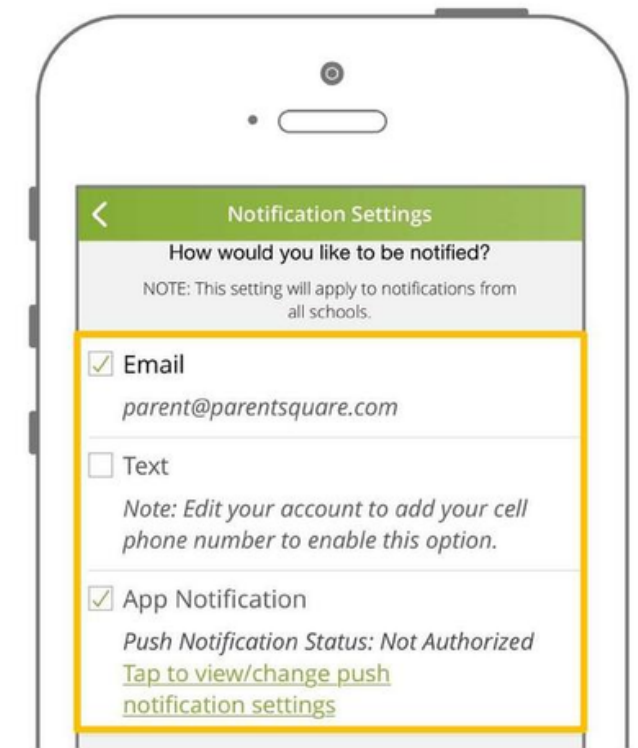 Notification Settings
How would you like to be notified?
NOTE: This setting will apply to notifications from
all schools.
Email
parent@parentsquare.com
Text
Note: Edit your account to add your cell
phone number to enable this option.
App Notification
Push Notification Status: Not Authorized
Tap to view/change push
notification settings